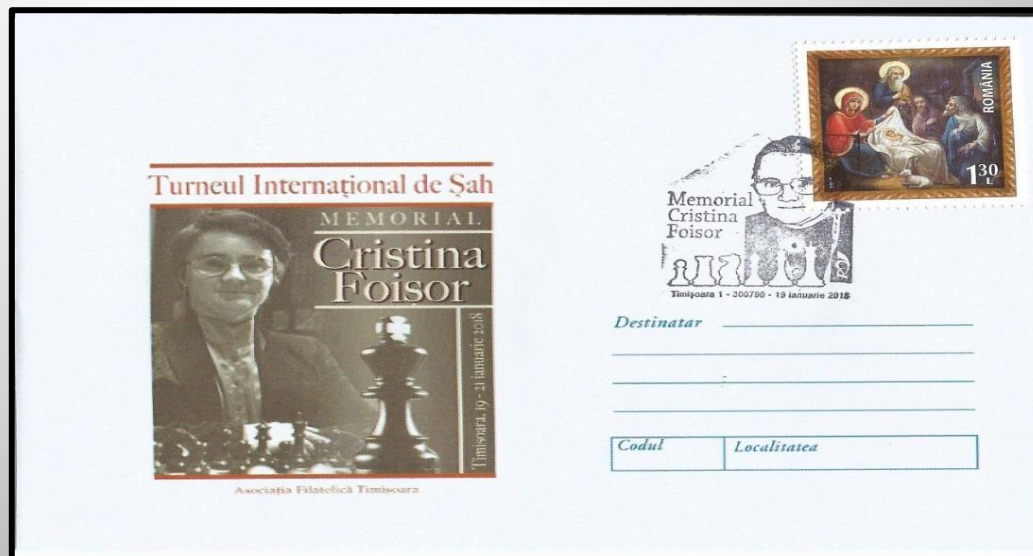 Turneul Internațional de Șah
MEMORIAL
Cristina
Foisor
Timișoara, 19 - 21 ianuarie 2018
Asociația Filatelică Timișoara
ROMÂNIA
1 30
L
Memorial
Cristina
Foisor
Timișoara 1 - 300790 - 19 ianuarie 2018
Destinatar
Codul
Localitatea